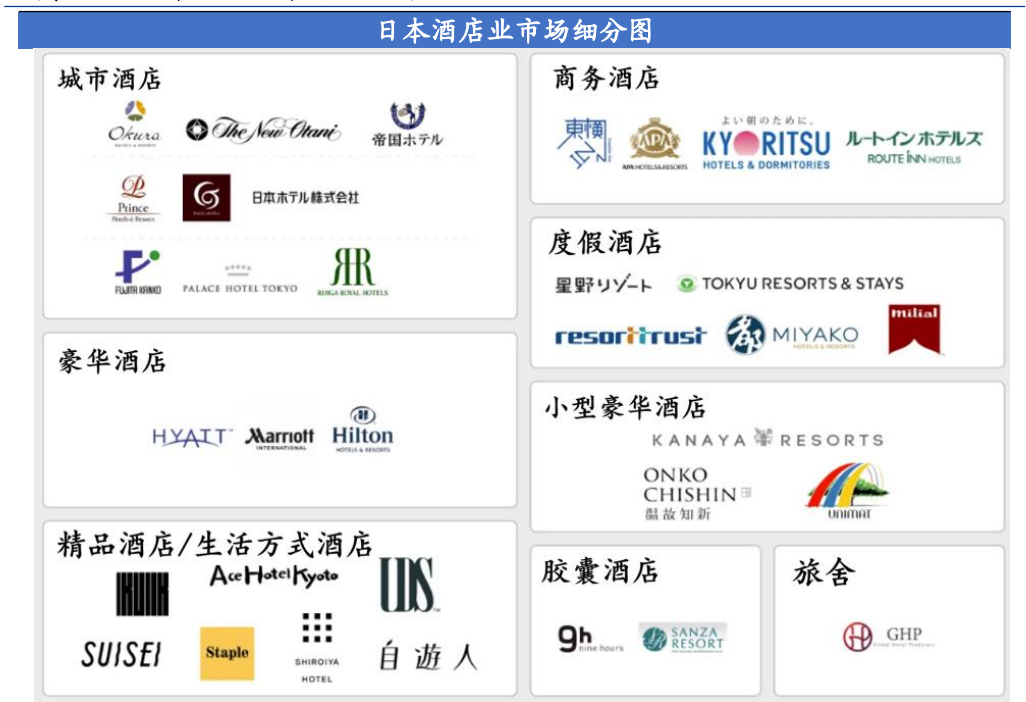 日本酒店业市场细分图
城市酒店
Okura
The New Otani
帝国ホテル
Prince
Hotels & Resorts
日本ホテル株式会社
FUJITA KANKO
PALACE HOTEL TOKYO
RIHGA ROYAL HOTELS
豪华酒店
HYATT
Marriott
INTERNATIONAL
Hilton
HOTELS & RESORTS
精品酒店/生活方式酒店
Ace Hotel Kyoto
UDS
SUISEI
Staple
SHIROIYA
HOTEL
自遊人
商务酒店
東横
INN
APA
APA HOTELS&RESORTS
よい朝のために。
KYORITSU
HOTELS & DORMITORIES
ルートインホテルズ
ROUTE INN HOTELS
度假酒店
星野リゾート
TOKYU RESORTS & STAYS
resorttrust
都 MIYAKO
HOTELS & RESORTS
milial
小型豪华酒店
KANAYA RESORTS
ONKO
CHISHIN
温故知新
UNIMAT
胶囊酒店
9h
nine hours
SANZA
RESORT
旅舍
GHP